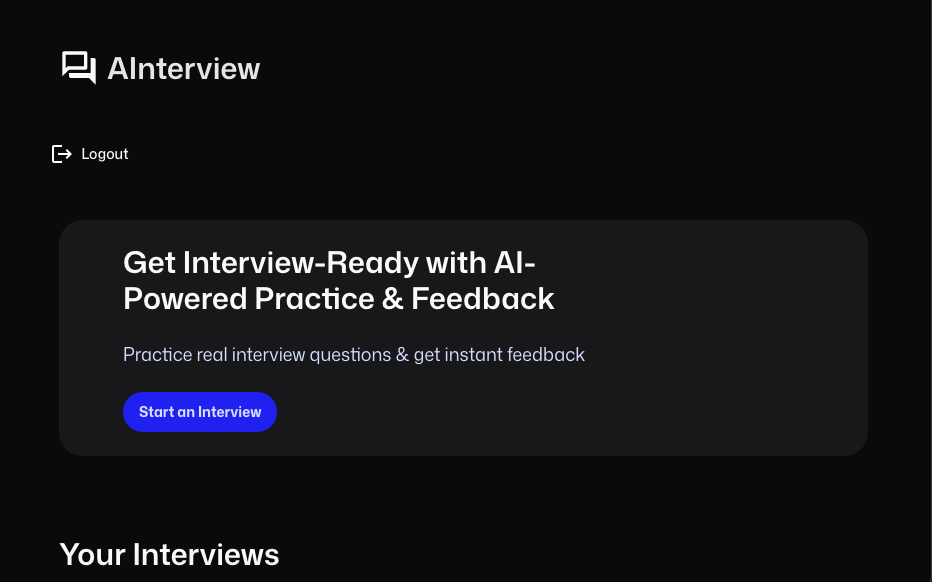 AInterview
Logout
Get Interview-Ready with AI-
Powered Practice & Feedback
Practice real interview questions & get instant feedback
Start an Interview
Your Interviews